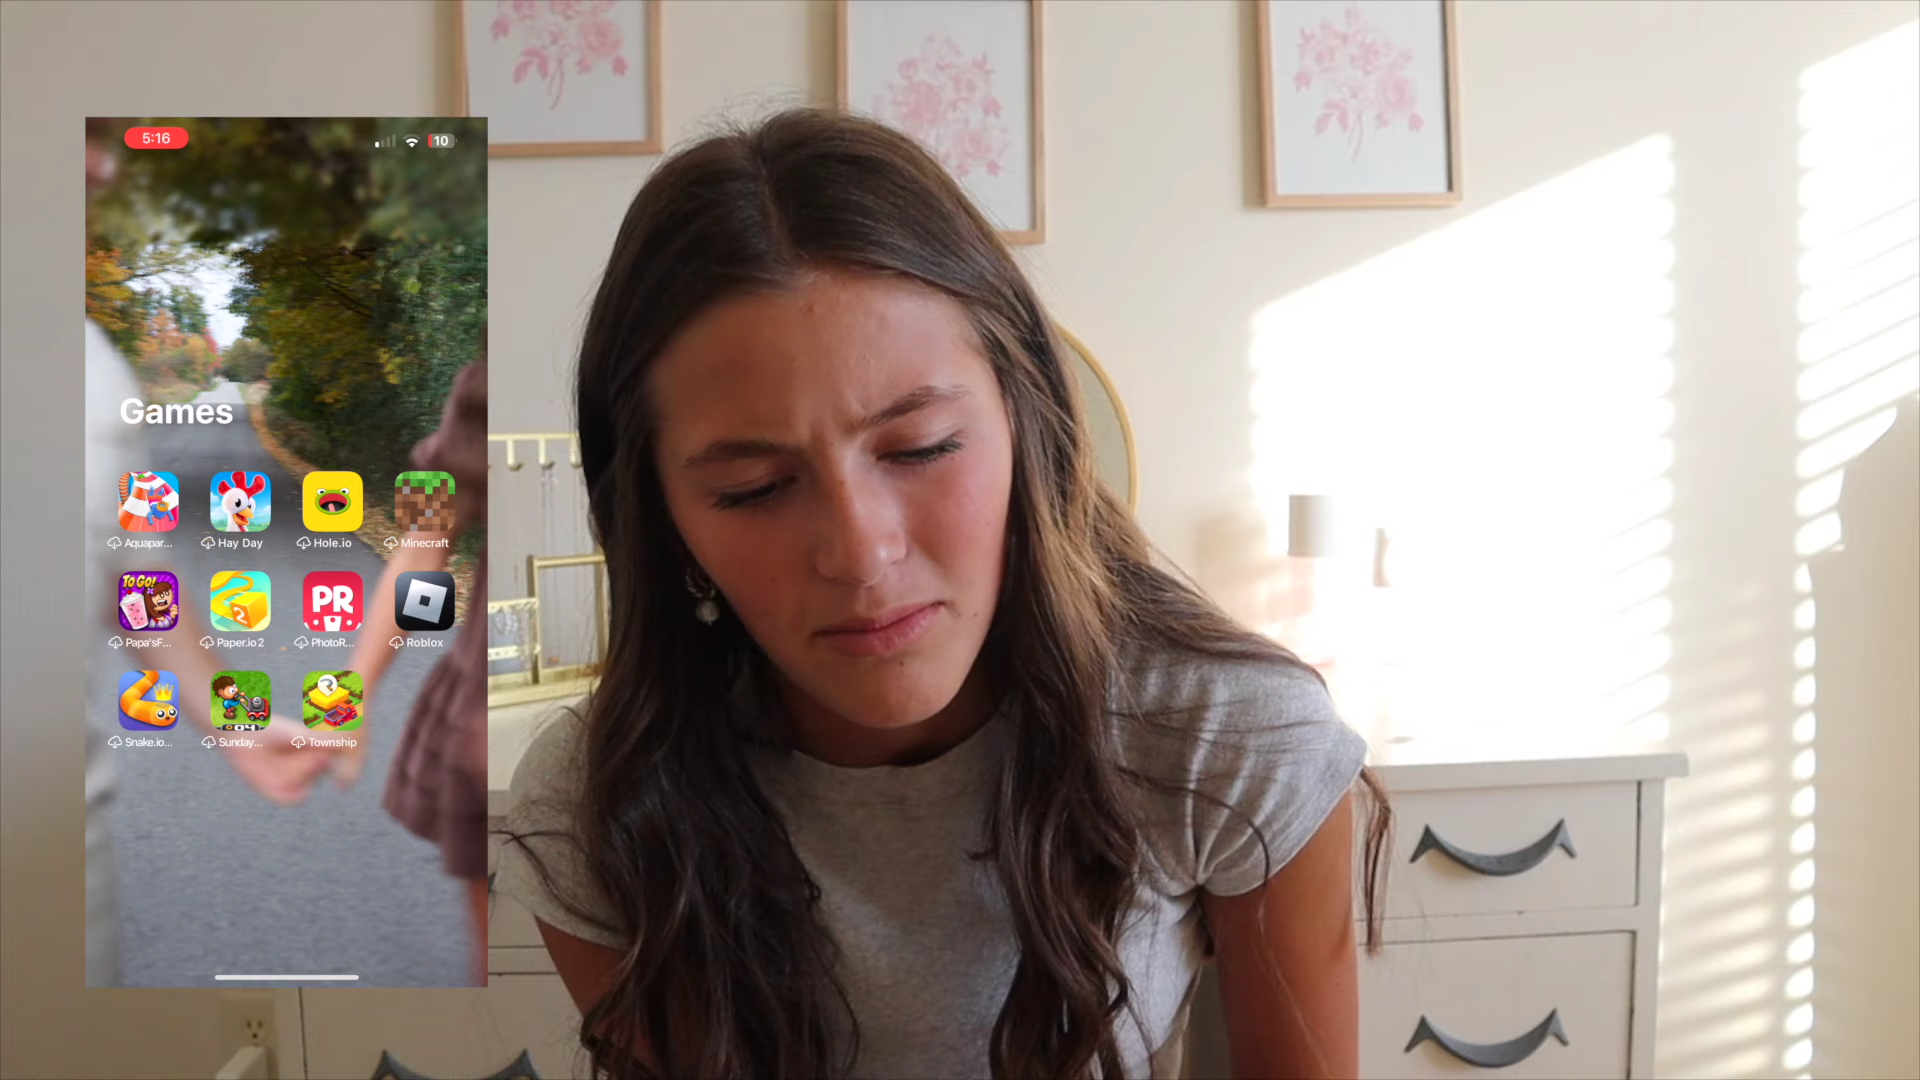 5:16
10
Games
Aquapar...
Hay Day
Hole.io
Minecraft
TO GO!
2
PR
Papa'sF...
Paper.io 2
PhotoR...
Roblox
Snake.io...
Sunday...
Township